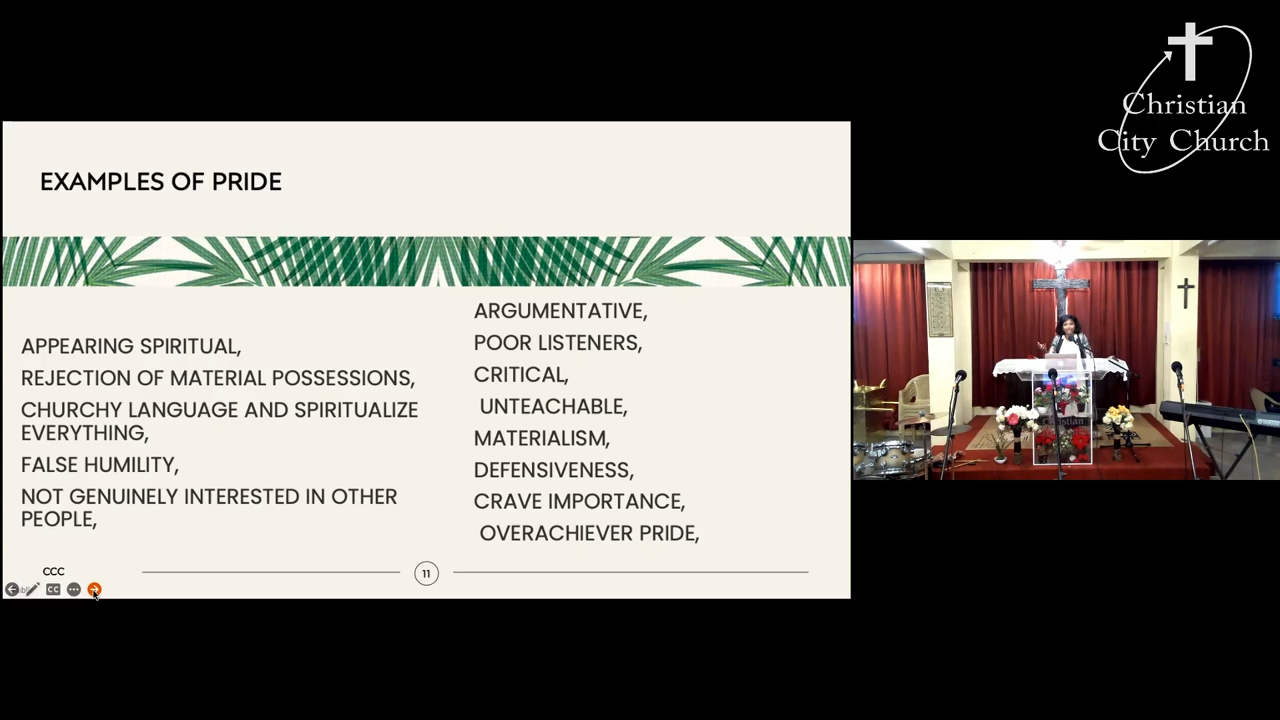 Christian
City Church
EXAMPLES OF PRIDE
APPEARING SPIRITUAL,
REJECTION OF MATERIAL POSSESSIONS,
CHURCHY LANGUAGE AND SPIRITUALIZE
EVERYTHING,
FALSE HUMILITY,
NOT GENUINELY INTERESTED IN OTHER
PEOPLE,
ARGUMENTATIVE,
POOR LISTENERS,
CRITICAL,
UNTEACHABLE,
MATERIALISM,
DEFENSIVENESS,
CRAVE IMPORTANCE,
OVERACHIEVER PRIDE,
CCC
11
CC
Christian